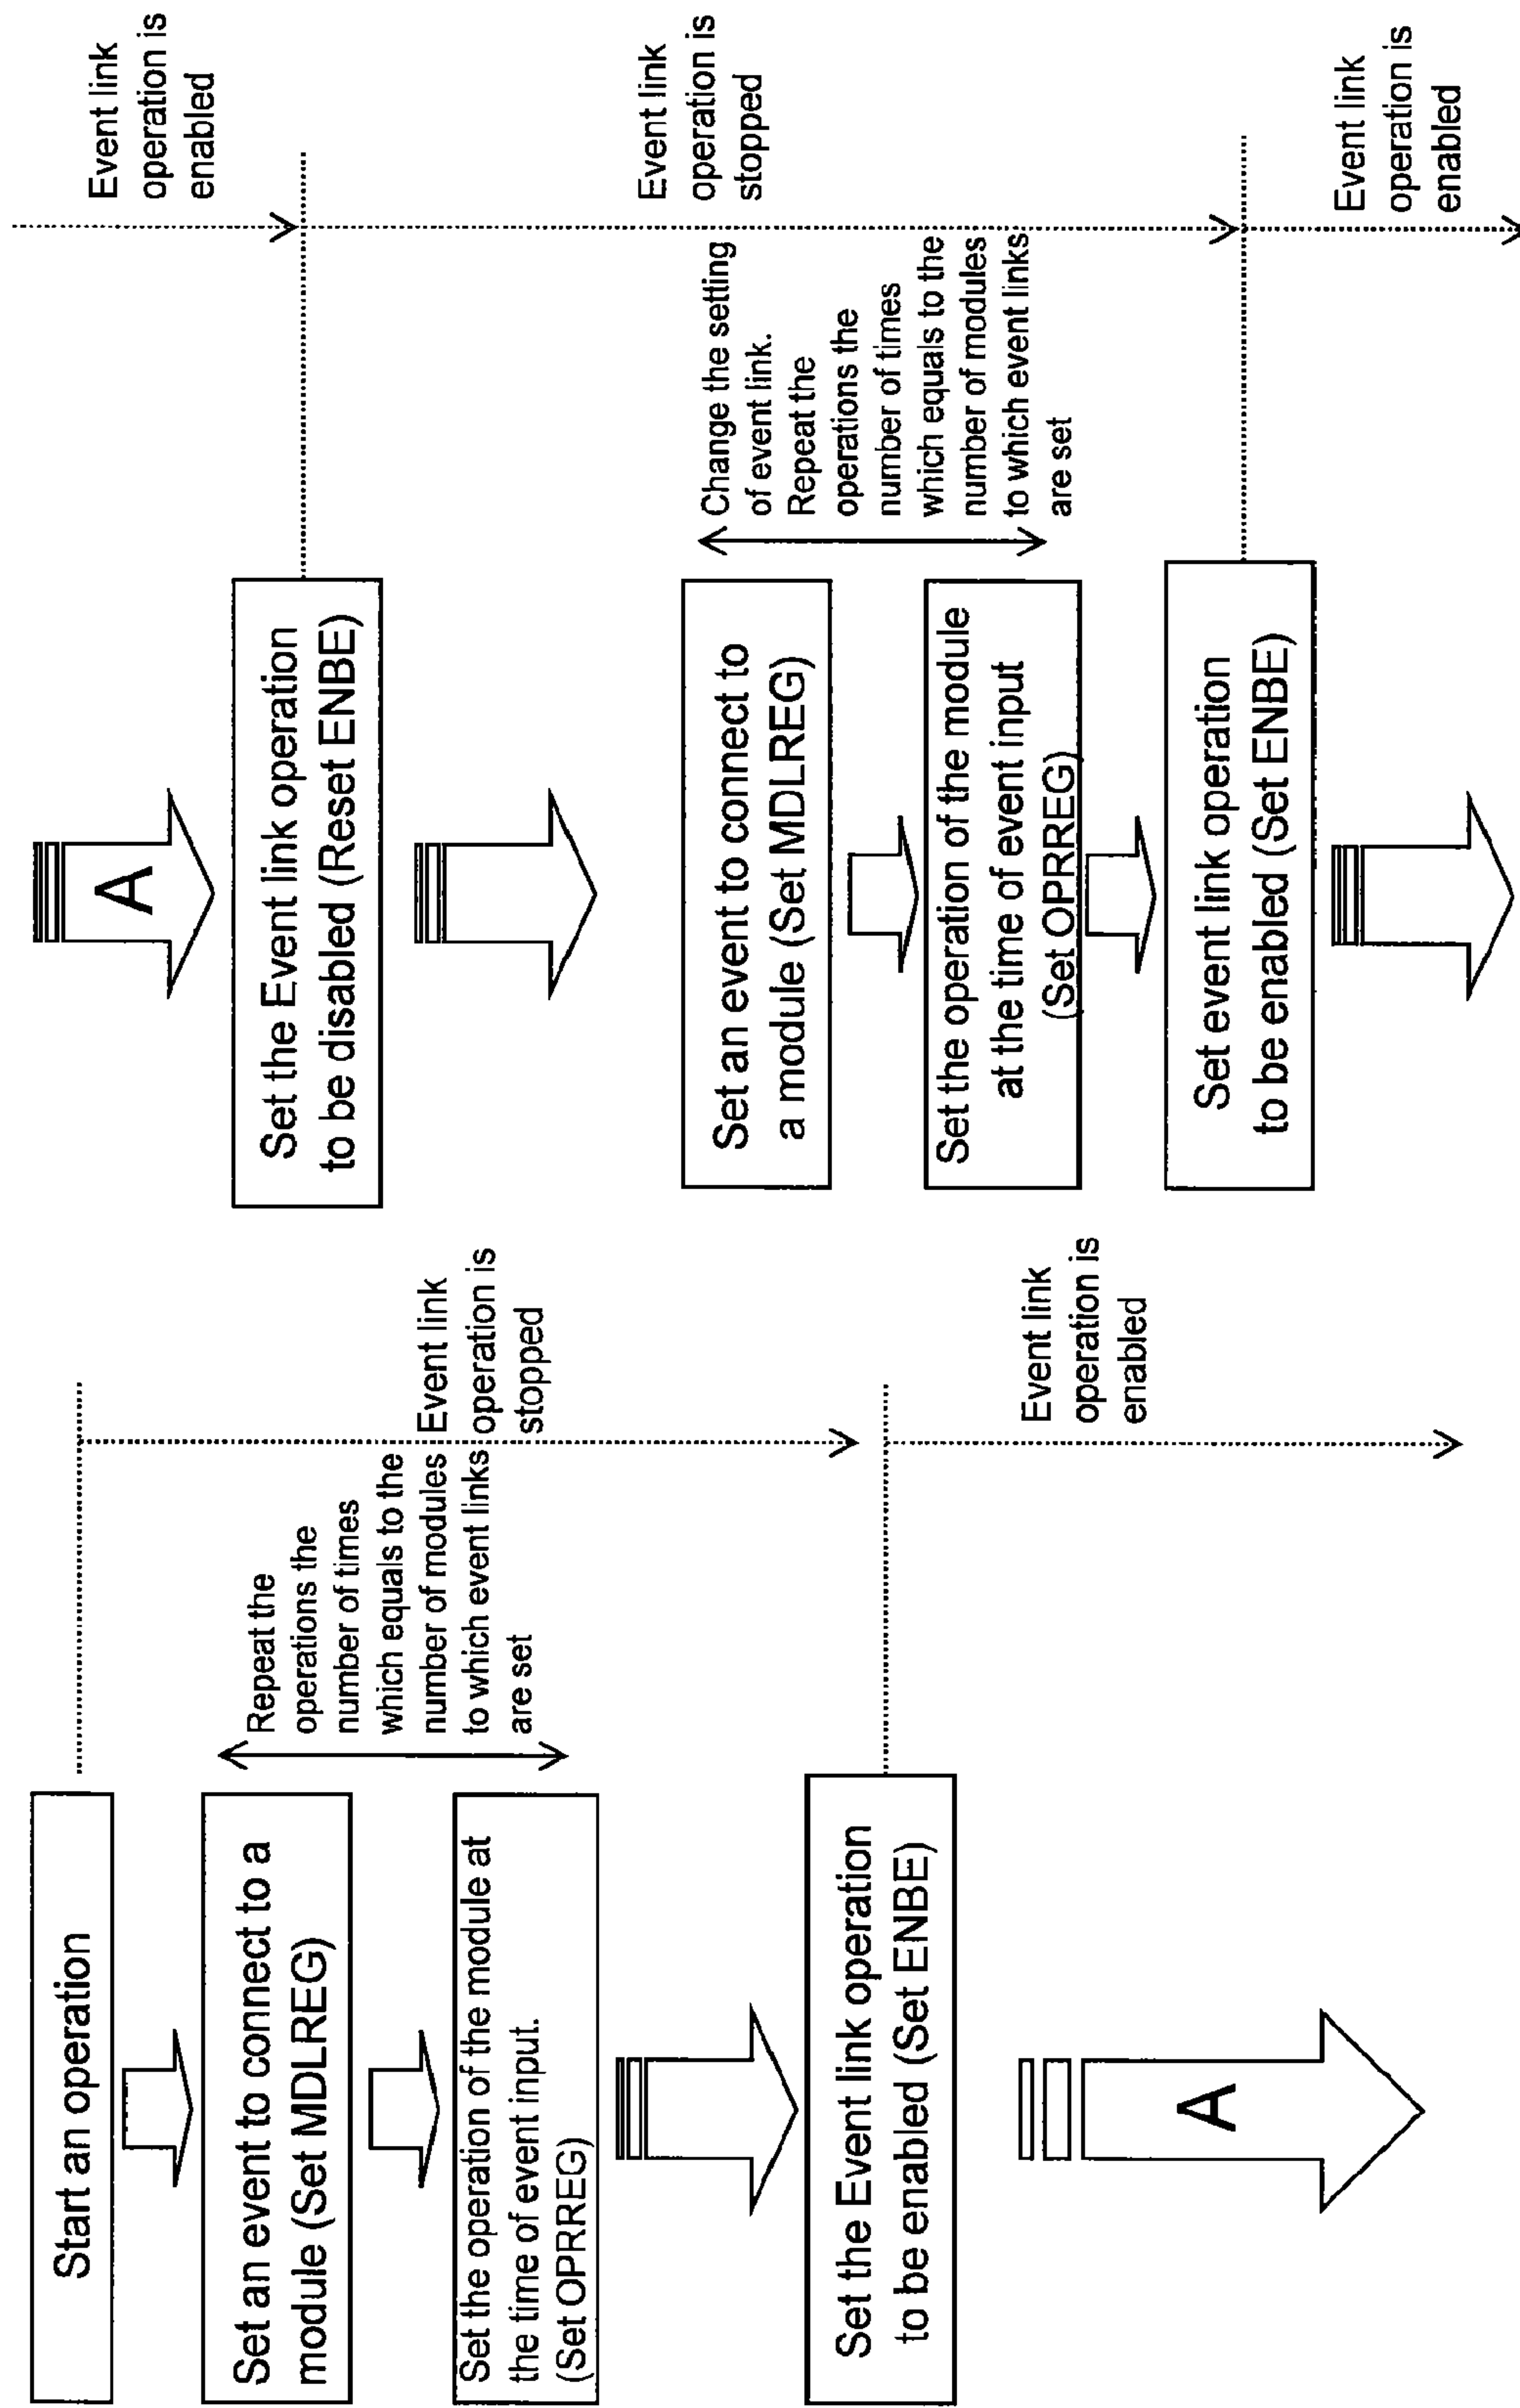 Start an operation
Set an event to connect to a
module (Set MDLREG)
Set the operation of the module at
the time of event input.
(Set OPRREG)
Repeat the
operations the
number of times
which equals to the
number of modules
to which event links
are set
Event link
operation is
stopped
Set the Event link operation
to be enabled (Set ENBE)
Event link
operation is
enabled
A
A
Event link
operation is
enabled
Set the Event link operation
to be disabled (Reset ENBE)
Event link
operation is
stopped
Set an event to connect to
a module (Set MDLREG)
Set the operation of the module
at the time of event input
(Set OPRREG)
Change the setting
of event link.
Repeat the
operations the
number of times
which equals to the
number of modules
to which event links
are set
Set event link operation
to be enabled (Set ENBE)
Event link
operation is
enabled